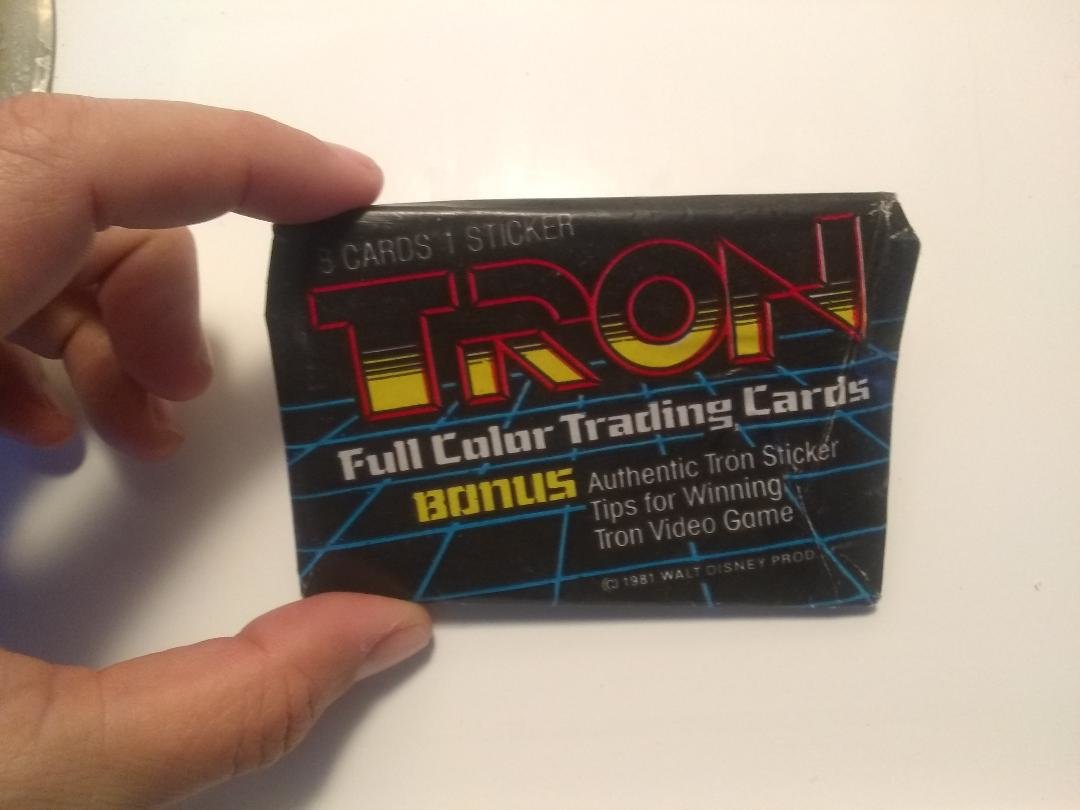 8 CARDS 1 STICKER
TRON
Full Color Trading Cards
BONUS Authentic Tron Sticker
Tips for Winning
Tron Video Game
© 1981 WALT DISNEY PROD.